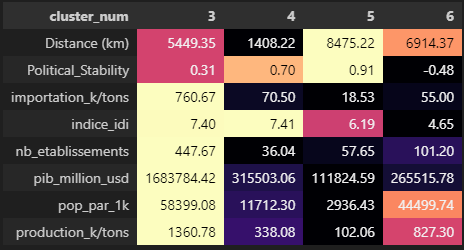 cluster_num 3 4 5 6
Distance (km) 5449.35 1408.22 8475.22 6914.37
Political_Stability 0.31 0.70 0.91 -0.48
importation_k/tons 760.67 70.50 18.53 55.00
indice_idi 7.40 7.41 6.19 4.65
nb_etablissements 447.67 36.04 57.65 101.20
pib_million_usd 1683784.42 315503.06 111824.59 265515.78
pop_par_1k 58399.08 11712.30 2936.43 44499.74
production_k/tons 1360.78 338.08 102.06 827.30